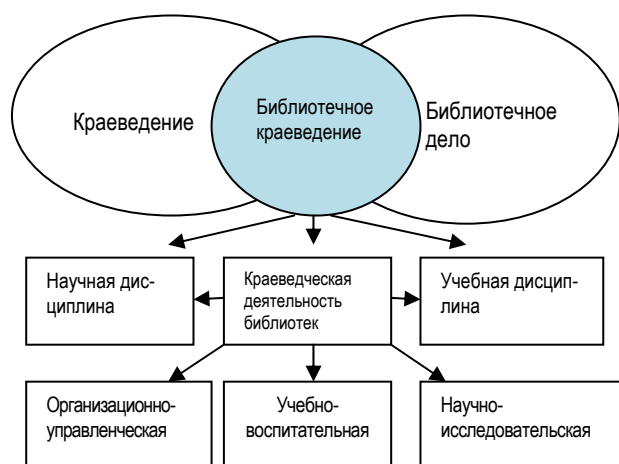 Краеведение
Библиотечное
краеведение
Библиотечное
дело
Научная дис-
циплина
Краеведческая
деятельность
библиотек
Учебная дисцип-
лина
Организационно-
управленческая
Учебно-
воспитательная
Научно-
исследовательская